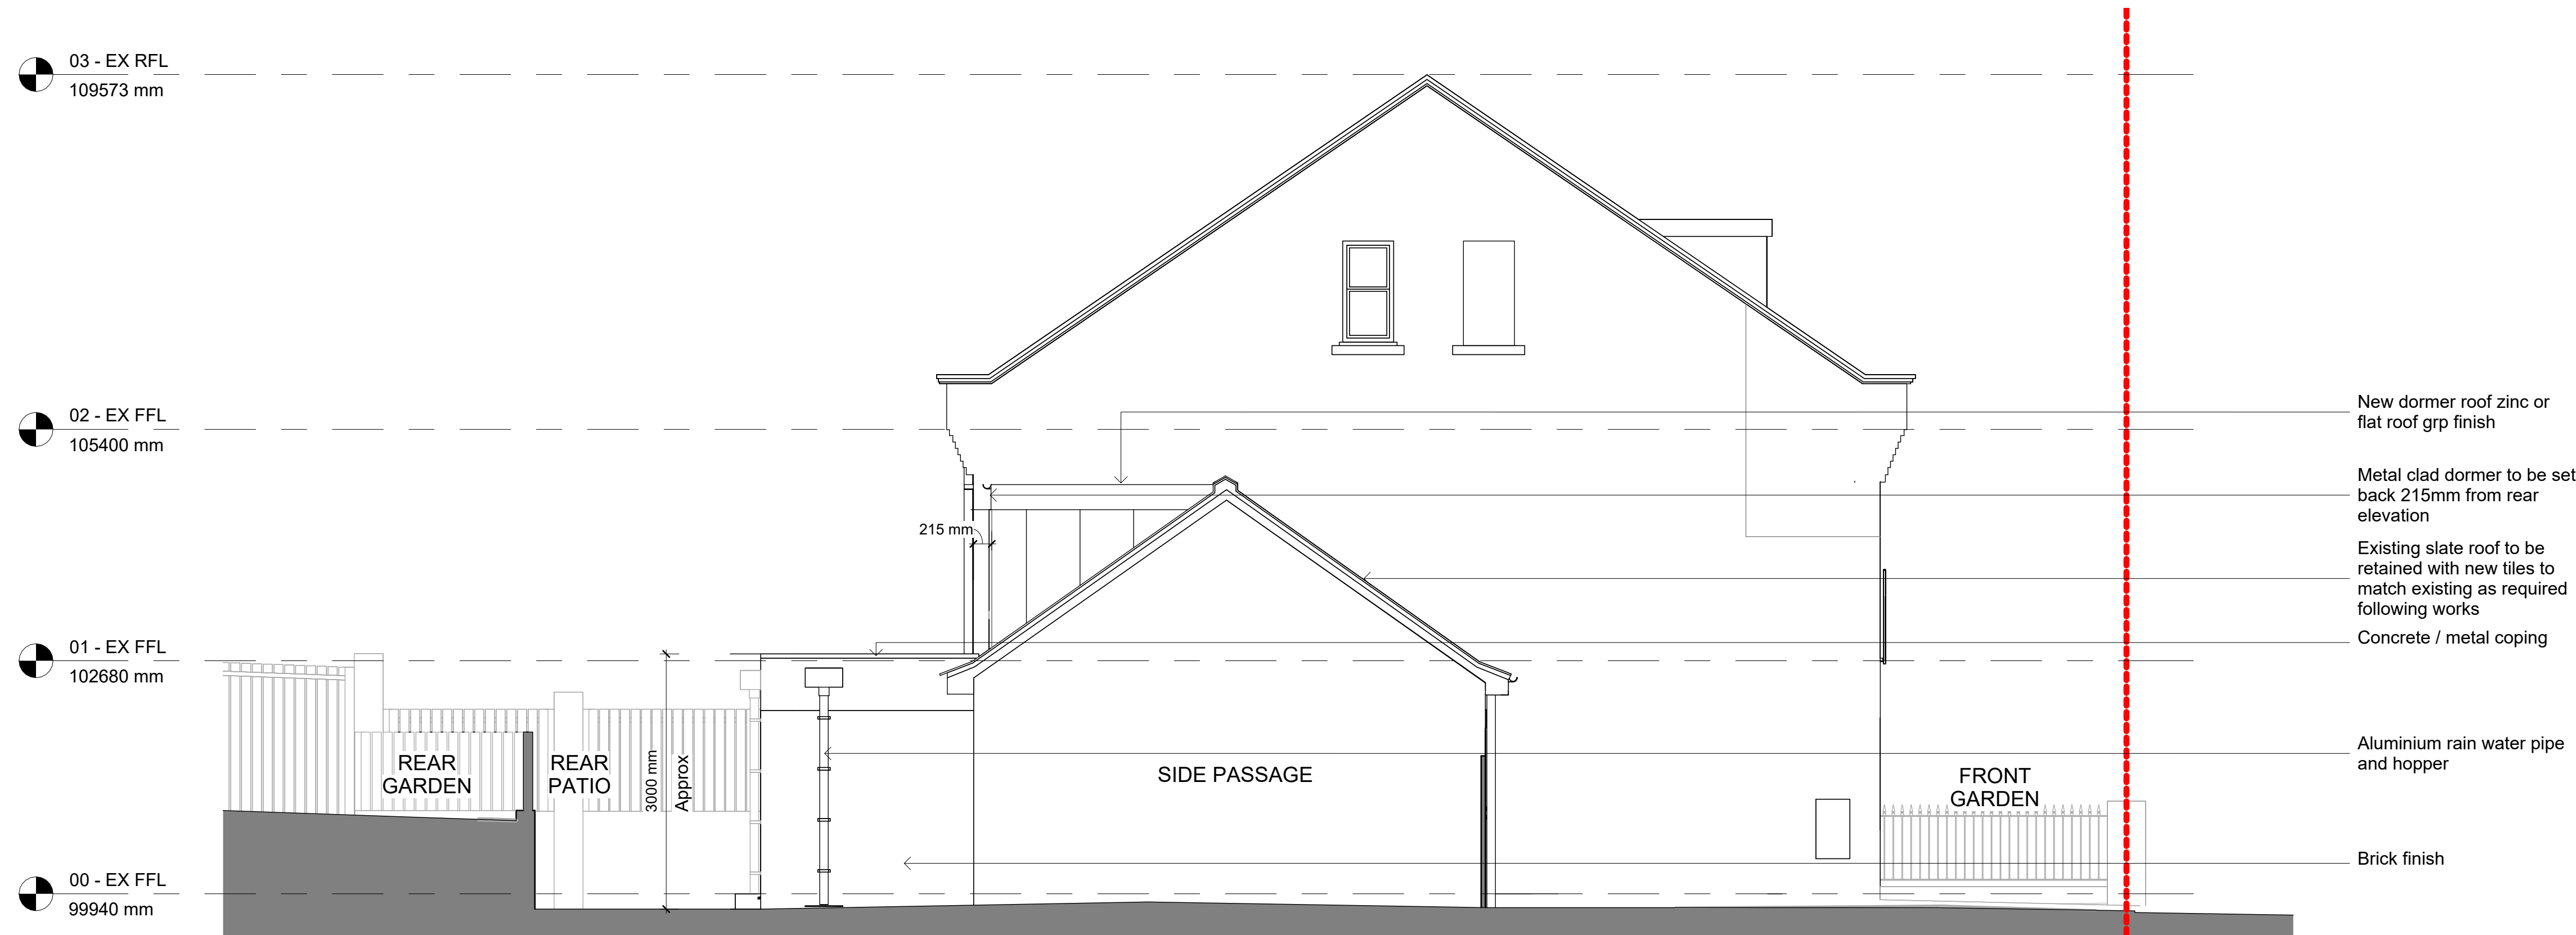 03 - EX RFL
109573 mm
02 - EX FFL
105400 mm
01 - EX FFL
102680 mm
00 - EX FFL
99940 mm
215 mm
REAR
GARDEN
REAR
PATIO
3000 mm
Approx
SIDE PASSAGE
FRONT
GARDEN
New dormer roof zinc or
flat roof grp finish
Metal clad dormer to be set
back 215mm from rear
elevation
Existing slate roof to be
retained with new tiles to
match existing as required
following works
Concrete / metal coping
Aluminium rain water pipe
and hopper
Brick finish